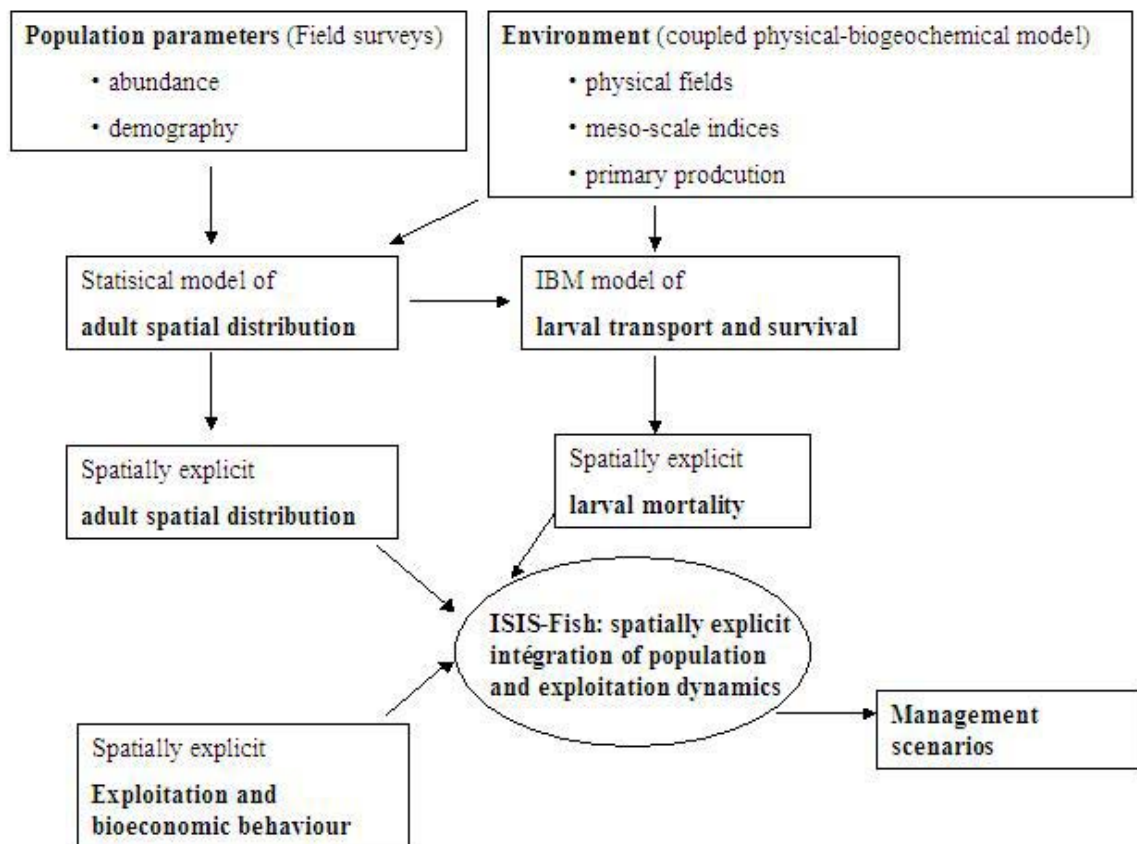 Population parameters (Field surveys)
• abundance
• demography
Environment (coupled physical-biogeochemical model)
• physical fields
• meso-scale indices
• primary prodcution
Statisical model of
adult spatial distribution
IBM model of
larval transport and survival
Spatially explicit
adult spatial distribution
Spatially explicit
larval mortality
ISIS-Fish: spatially explicit
intégration of population
and exploitation dynamics
Management
scenarios
Spatially explicit
Exploitation and
bioeconomic behaviour